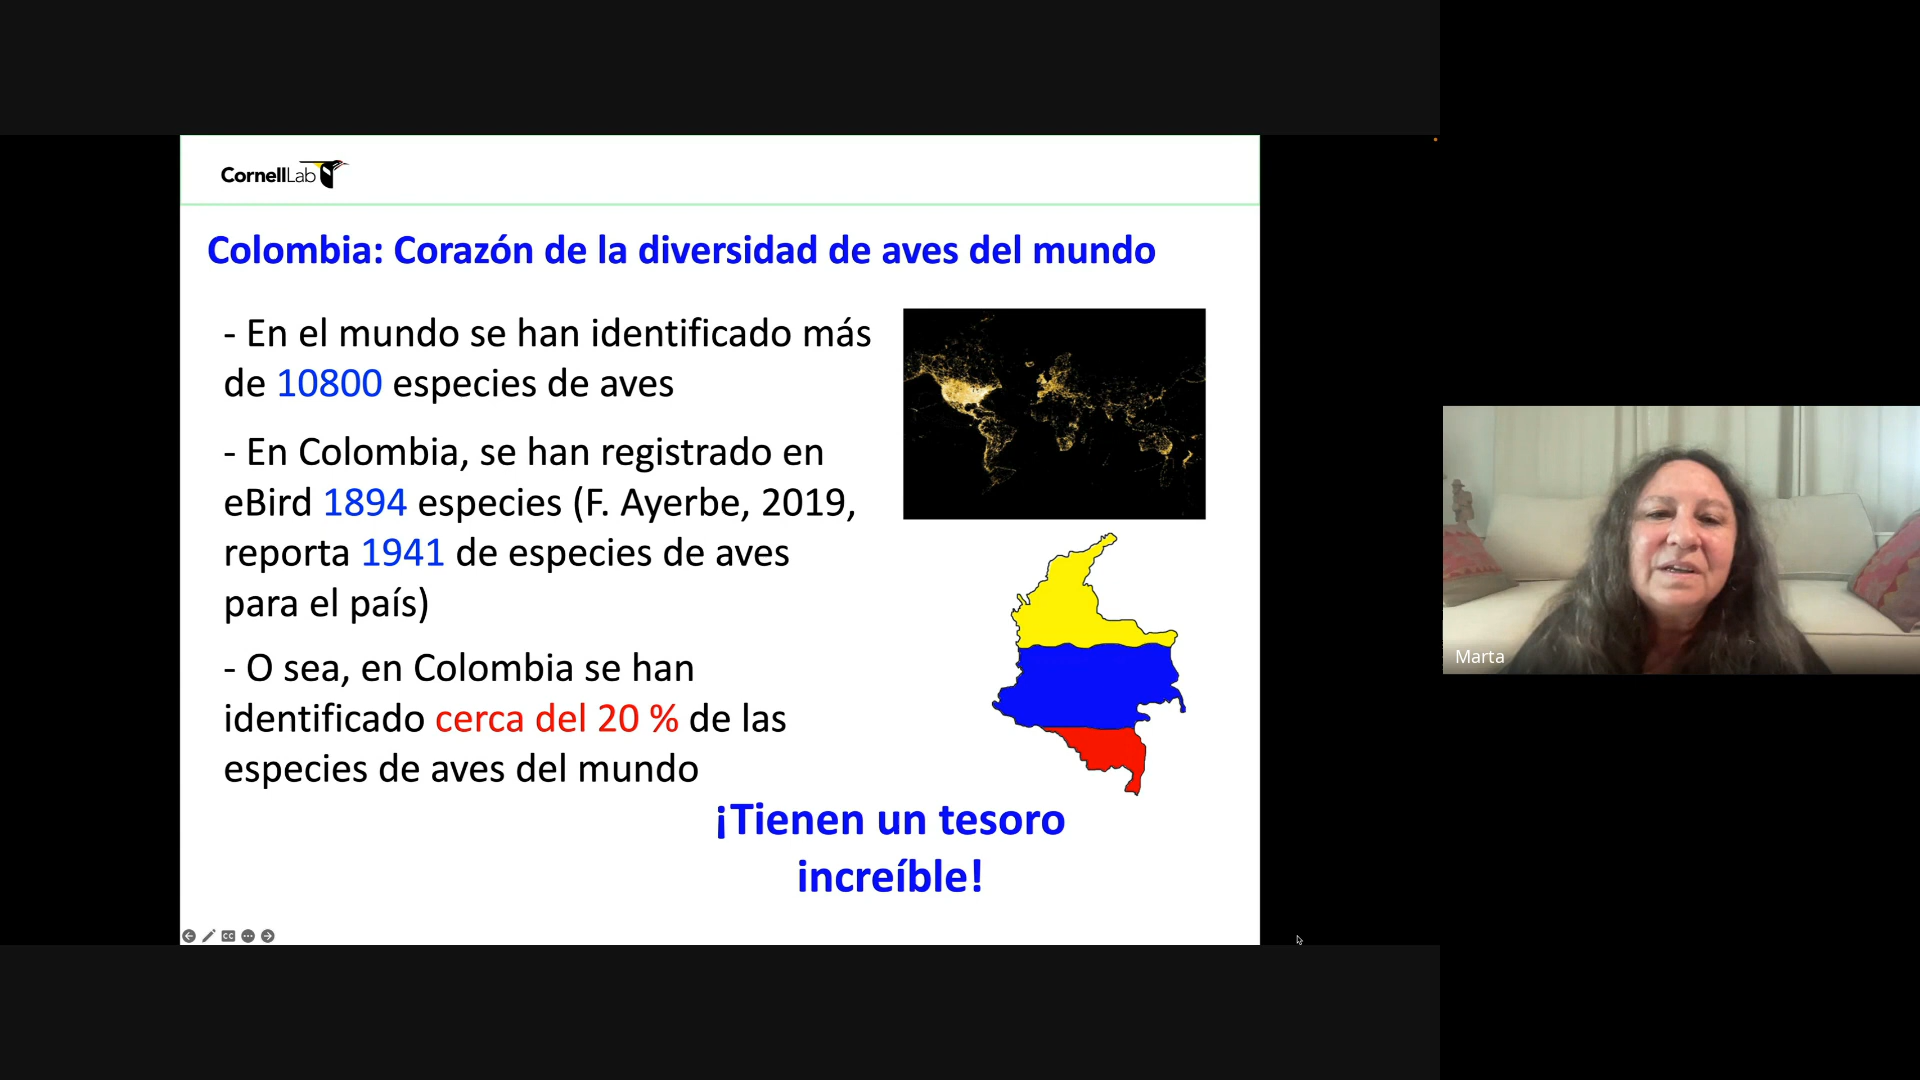 CornellLab
Colombia: Corazón de la diversidad de aves del mundo
- En el mundo se han identificado más
de 10800 especies de aves
- En Colombia, se han registrado en
eBird 1894 especies (F. Ayerbe, 2019,
reporta 1941 de especies de aves
para el país)
- O sea, en Colombia se han
identificado cerca del 20 % de las
especies de aves del mundo
¡Tienen un tesoro
increíble!
CC
Marta